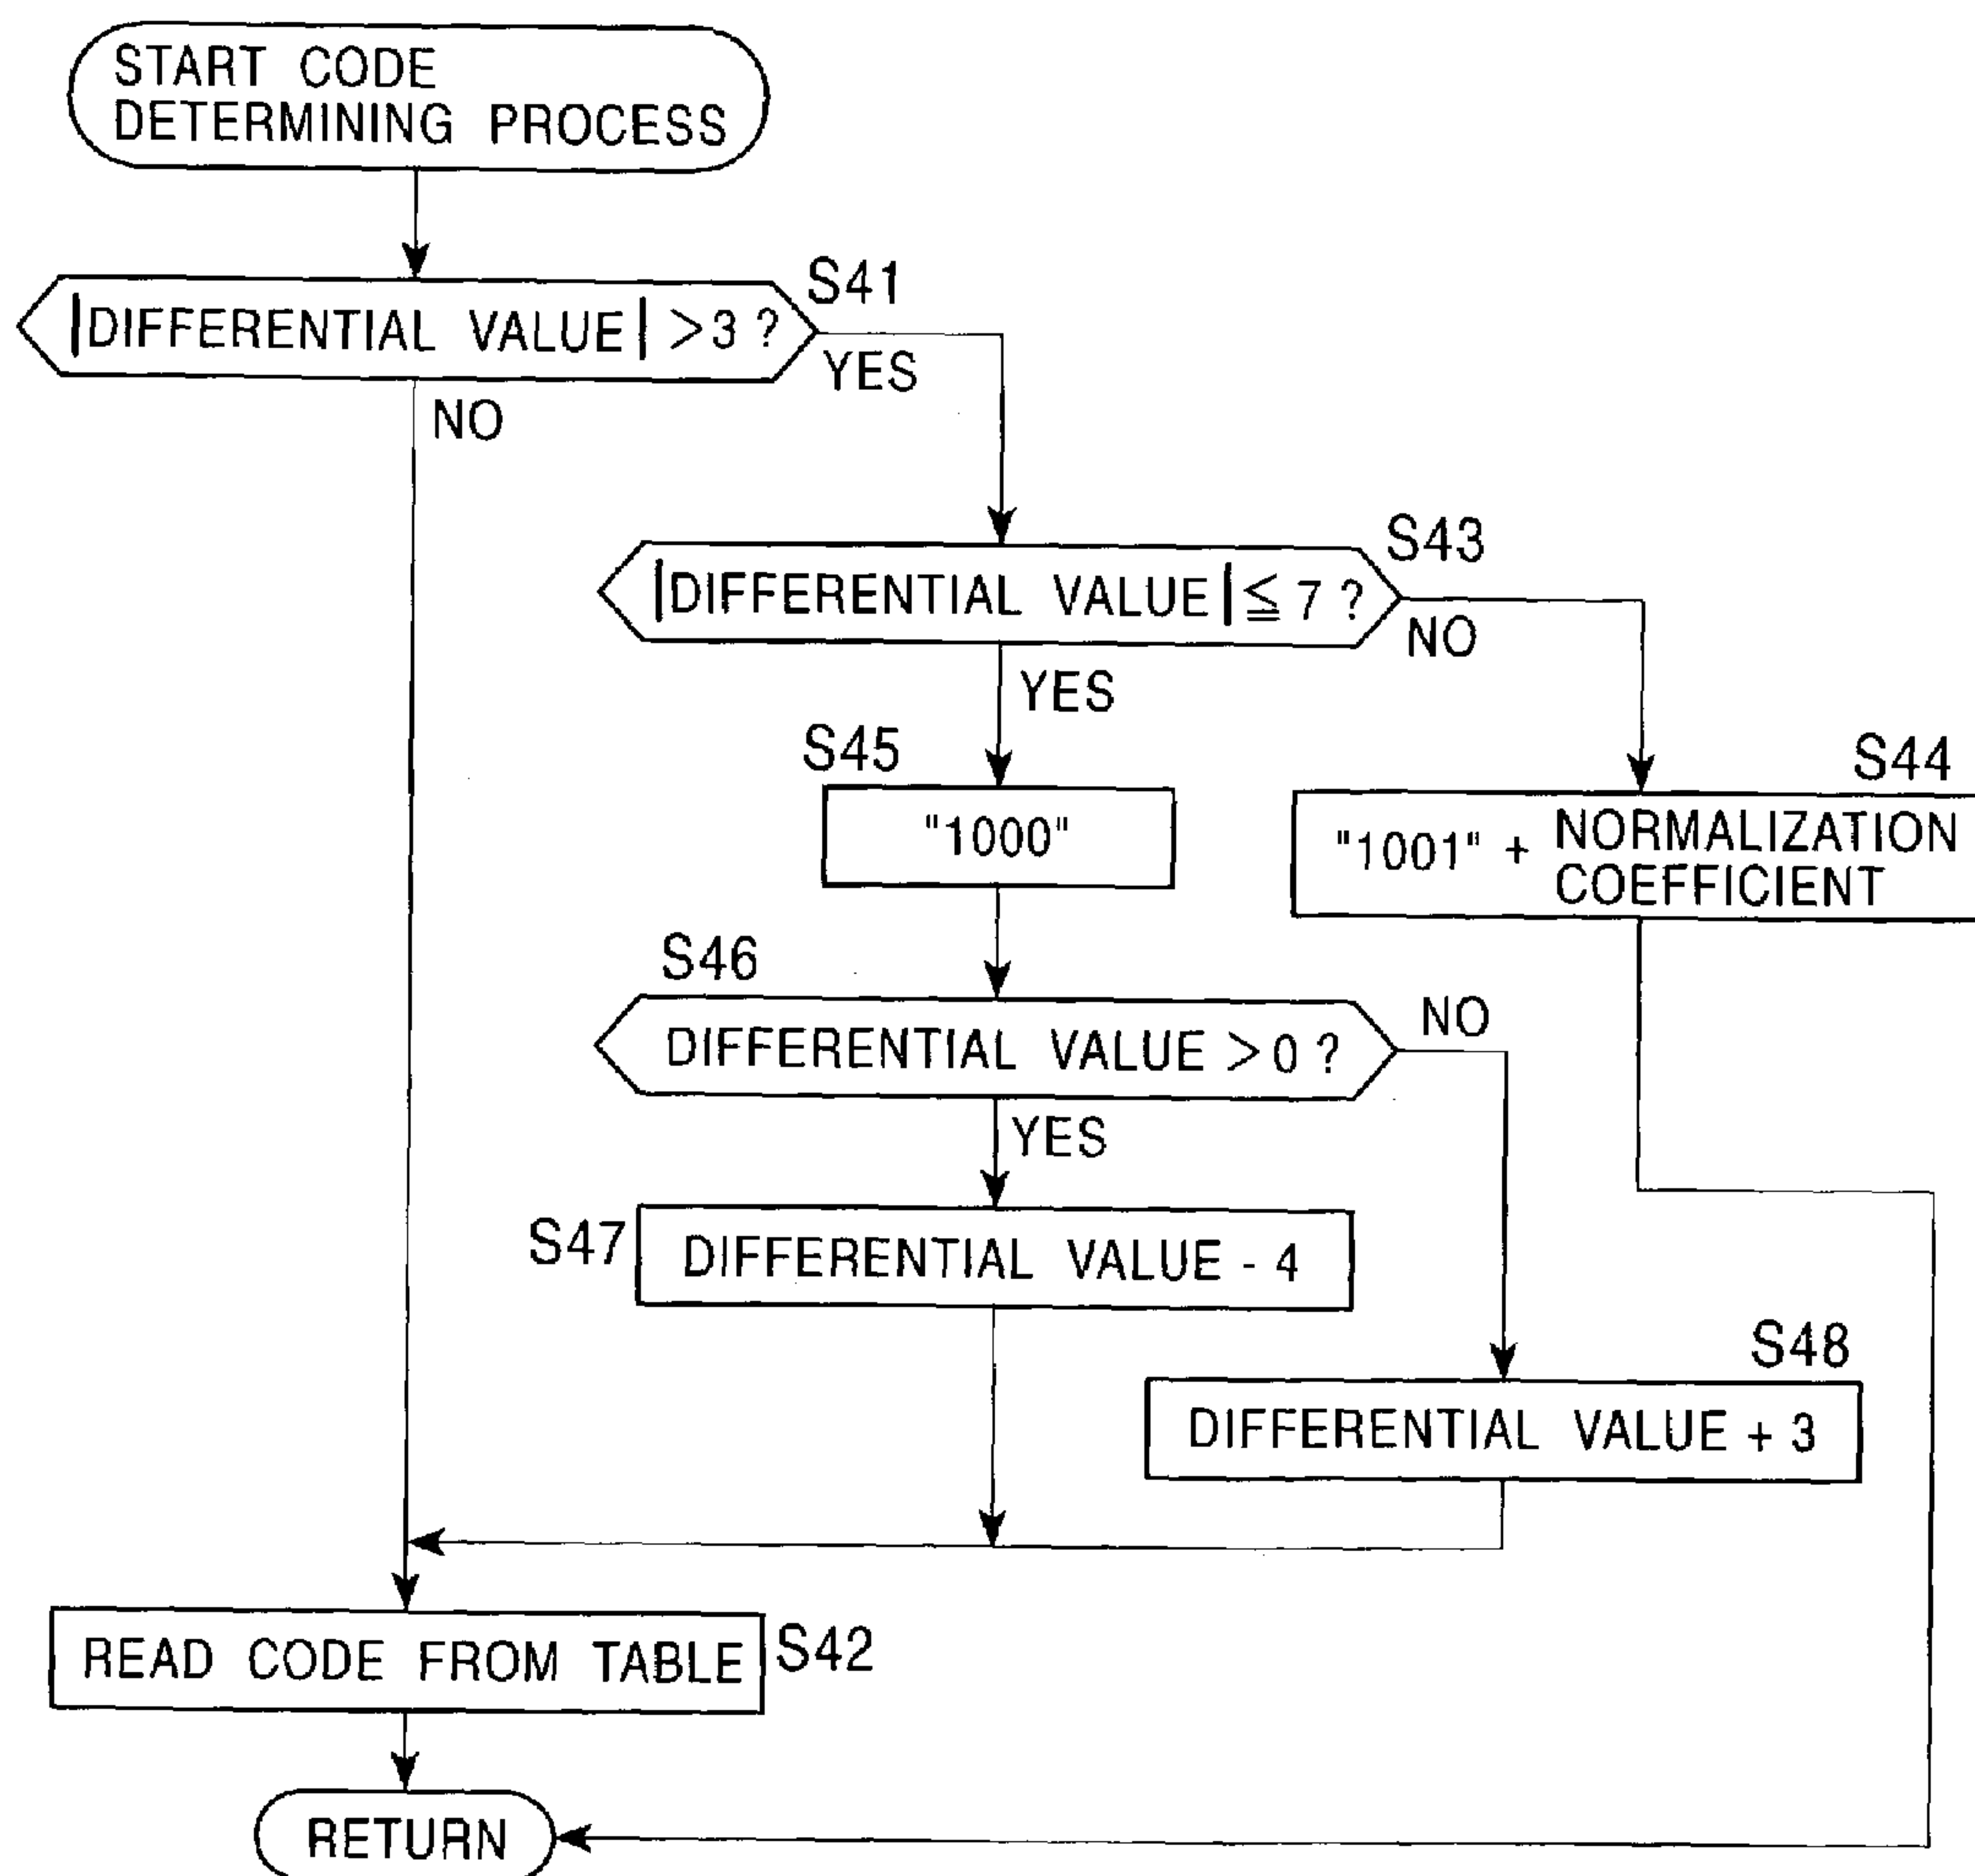 START CODE
DETERMINING PROCESS
|DIFFERENTIAL VALUE| >3 ?
S41
YES
NO
|DIFFERENTIAL VALUE| ≦ 7 ?
S43
NO
YES
S45
"1000"
S44
"1001" + NORMALIZATION
COEFFICIENT
S46
DIFFERENTIAL VALUE >0 ?
NO
YES
S47
DIFFERENTIAL VALUE - 4
S48
DIFFERENTIAL VALUE + 3
READ CODE FROM TABLE
S42
RETURN